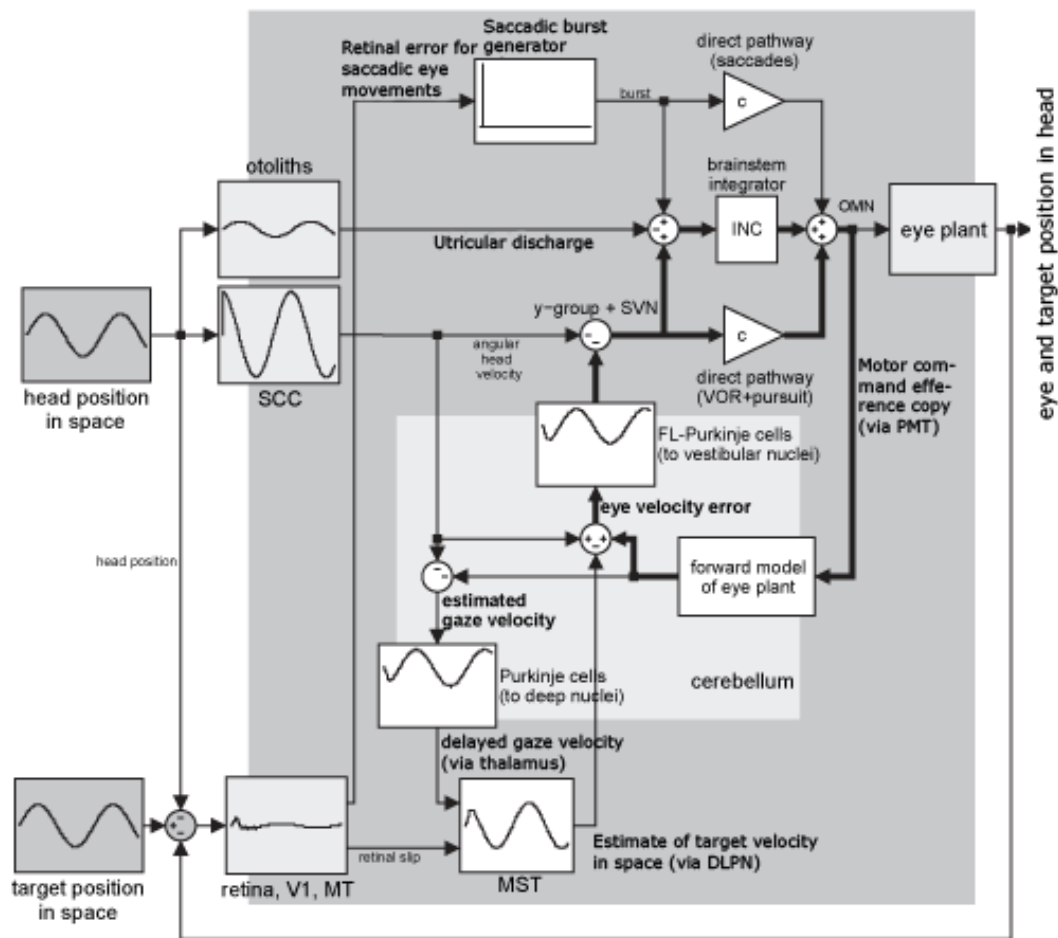 Saccadic burst
generator
Retinal error for
saccadic eye
movements
direct pathway
(saccades)
burst
c
otoliths
brainstem
integrator
OMN
INC
eye plant
Utricular discharge
eye and target position in head
y-group + SVN
angular
head
velocity
c
head position
in space
SCC
direct pathway
(VOR+pursuit)
Motor com-
mand effe-
rence copy
(via PMT)
FL-Purkinje cells
(to vestibular nuclei)
eye velocity error
head position
forward model
of eye plant
estimated
gaze velocity
Purkinje cells
(to deep nuclei)
cerebellum
delayed gaze velocity
(via thalamus)
Estimate of target velocity
in space (via DLPN)
retinal slip
target position
in space
retina, V1, MT
MST